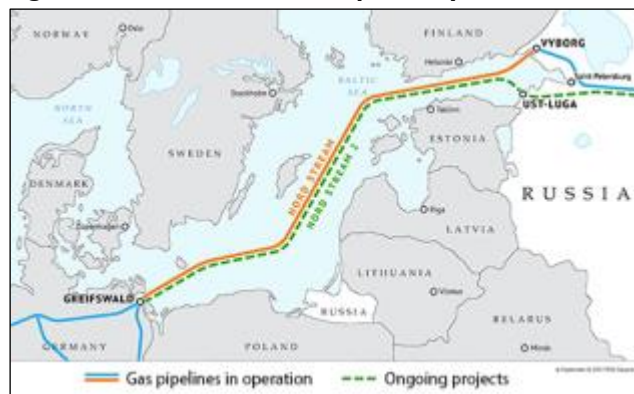 NORWAY
Oslo
FINLAND
VYBORG
Helsinki
Saint Petersburg
BALTIC
SEA
Stockholm
UST-LUGA
Tallinn
NORTH
SEA
ESTONIA
SWEDEN
NORD STREAM
NORD STREAM 2
RUSSIA
DENMARK
Riga
Copenhagen
LATVIA
LITHUANIA
Vilnius
GREIFSWALD
RUSSIA
BELARUS
GERMANY
POLAND
Minsk
Gas pipelines in operation
Ongoing projects